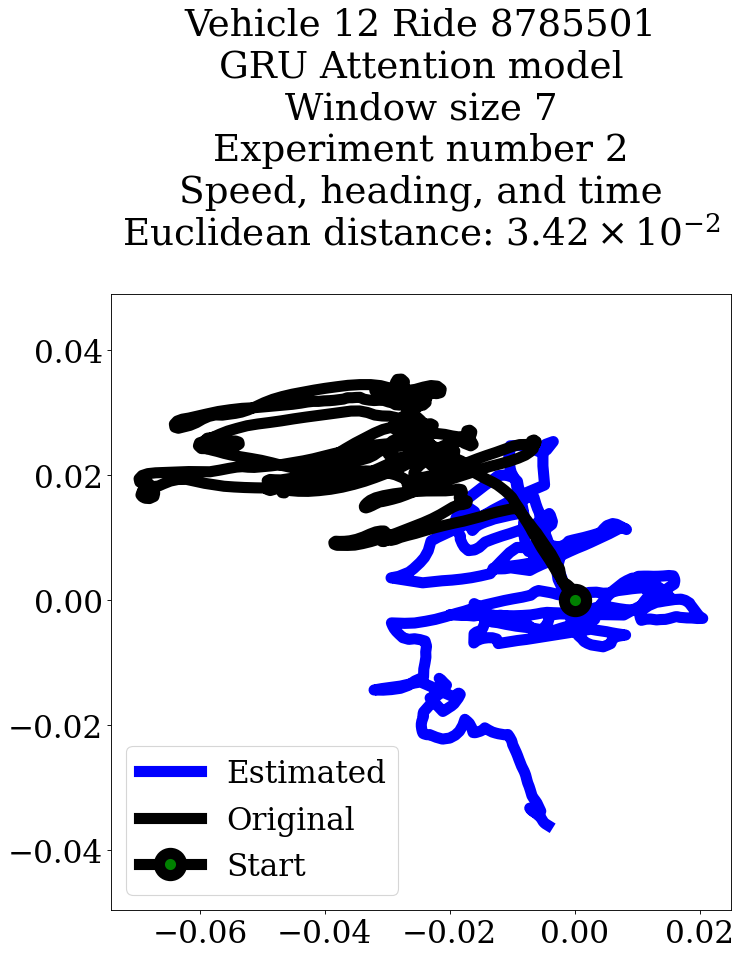 Vehicle 12 Ride 8785501
GRU Attention model
Window size 7
Experiment number 2
Speed, heading, and time
Euclidean distance: 3.42 × 10⁻²
0.04
0.02
0.00
−0.02
−0.04
Estimated
Original
Start
−0.06 −0.04 −0.02 0.00 0.02